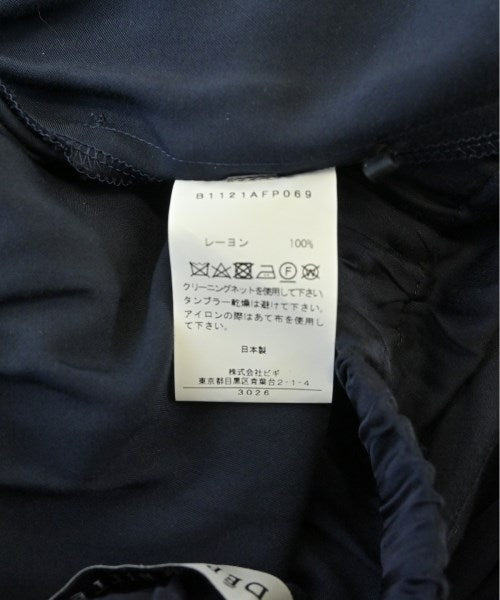 B1121AFP069
レーヨン 100%
クリーニングネットを使用して下さい
タンブラー乾燥は避けて下さい。
アイロンの際はあて布を使用し
て下さい。
日本製
株式会社ビギ
東京都目黒区青葉台2-1-4
3026
DE